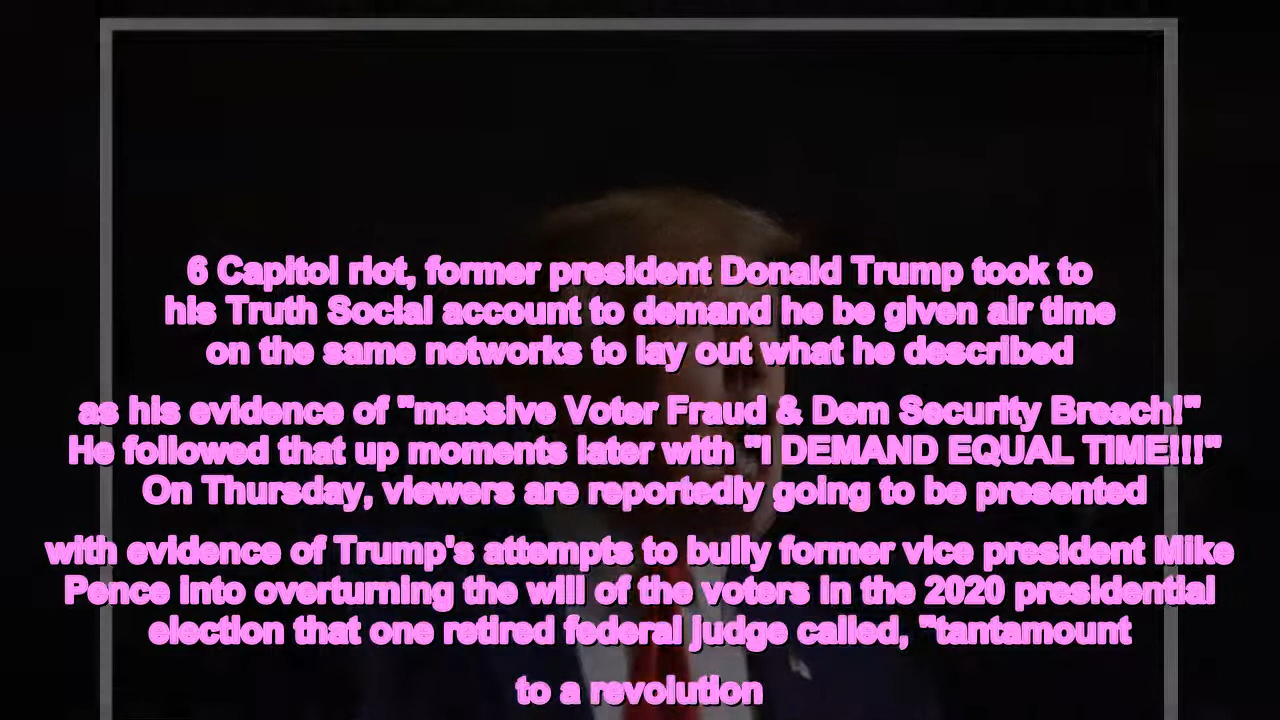 6 Capitol riot, former president Donald Trump took to
his Truth Social account to demand he be given air time
on the same networks to lay out what he described
as his evidence of "massive Voter Fraud & Dem Security Breach!"
He followed that up moments later with "I DEMAND EQUAL TIME!!!"
On Thursday, viewers are reportedly going to be presented
with evidence of Trump's attempts to bully former vice president Mike
Pence into overturning the will of the voters in the 2020 presidential
election that one retired federal judge called, "tantamount
to a revolution